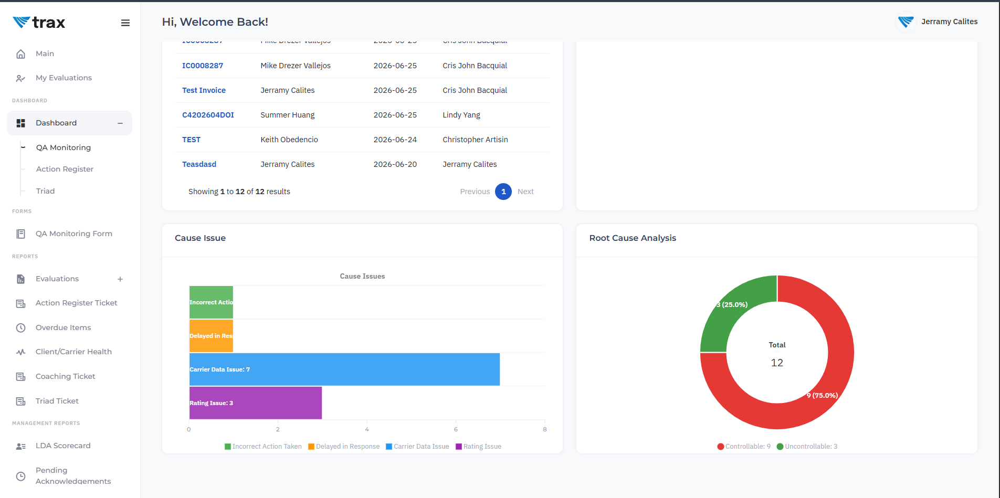 trax
Hi, Welcome Back!
Jerramy Calites
Main
My Evaluations
DASHBOARD
Dashboard
QA Monitoring
Action Register
Triad
FORMS
QA Monitoring Form
REPORTS
Evaluations
Action Register Ticket
Overdue Items
Client/Carrier Health
Coaching Ticket
Triad Ticket
MANAGEMENT REPORTS
LDA Scorecard
Pending
Acknowledgements
Mike Drezer Vallejos Cris John Bacquial
IC0008287 Mike Drezer Vallejos 2026-06-25 Cris John Bacquial
Test Invoice Jerramy Calites 2026-06-25 Cris John Bacquial
C4202604DOI Summer Huang 2026-06-25 Lindy Yang
TEST Keith Obedencio 2026-06-24 Christopher Artisin
Teasdasd Jerramy Calites 2026-06-20 Jerramy Calites
Showing 1 to 12 of 12 results Previous 1 Next
Cause Issue
Cause Issues
Incorrect Actio
Delayed in Res
Carrier Data Issue: 7
Rating Issue: 3
0 2 4 6 8
Incorrect Action Taken Delayed in Response Carrier Data Issue Rating Issue
Root Cause Analysis
3 (25.0%)
Total
12
9 (75.0%)
Controllable: 9 Uncontrollable: 3